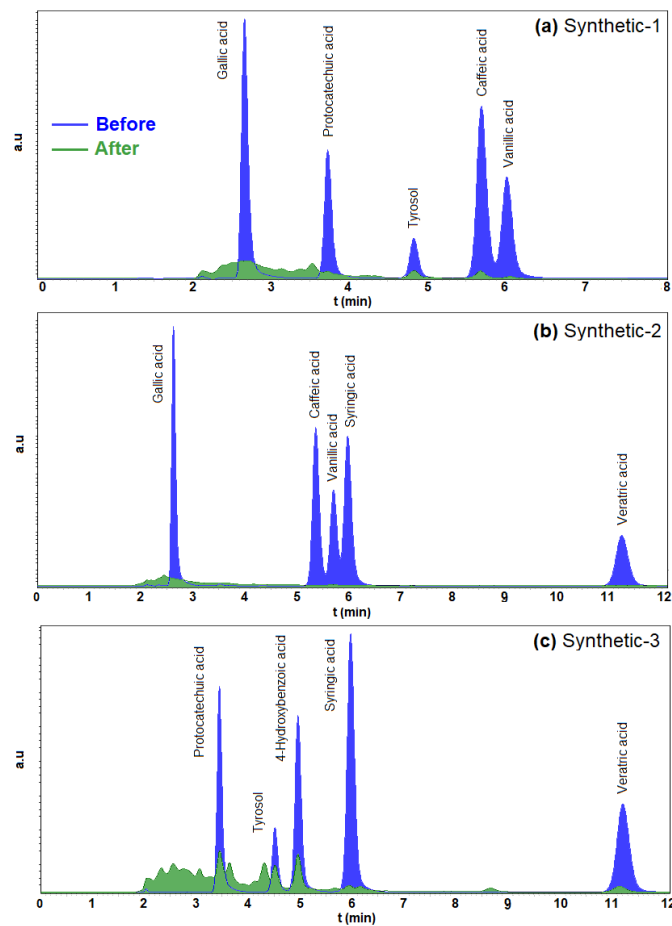 (a) Synthetic-1
Gallic acid
Protocatechuic acid
Tyrosol
Caffeic acid
Vanillic acid
Before
After
a.u
0 1 2 3 4 5 6 7 8
t (min)
(b) Synthetic-2
Gallic acid
Caffeic acid
Vanillic acid
Syringic acid
Veratric acid
a.u
0 1 2 3 4 5 6 7 8 9 10 11 12
t (min)
(c) Synthetic-3
Protocatechuic acid
Tyrosol
4-Hydroxybenzoic acid
Syringic acid
Veratric acid
a.u
0 1 2 3 4 5 6 7 8 9 10 11 12
t (min)